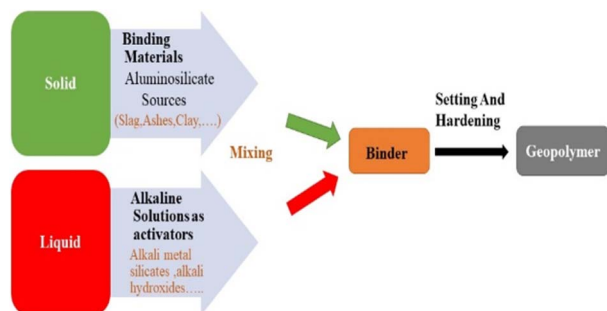 Solid
Binding
Materials
Aluminosilicate
Sources
(Slag,Ashes,Clay,….)
Liquid
Alkaline
Solutions as
activators
Alkali metal
silicates ,alkali
hydroxides…..
Mixing
Binder
Setting And
Hardening
Geopolymer